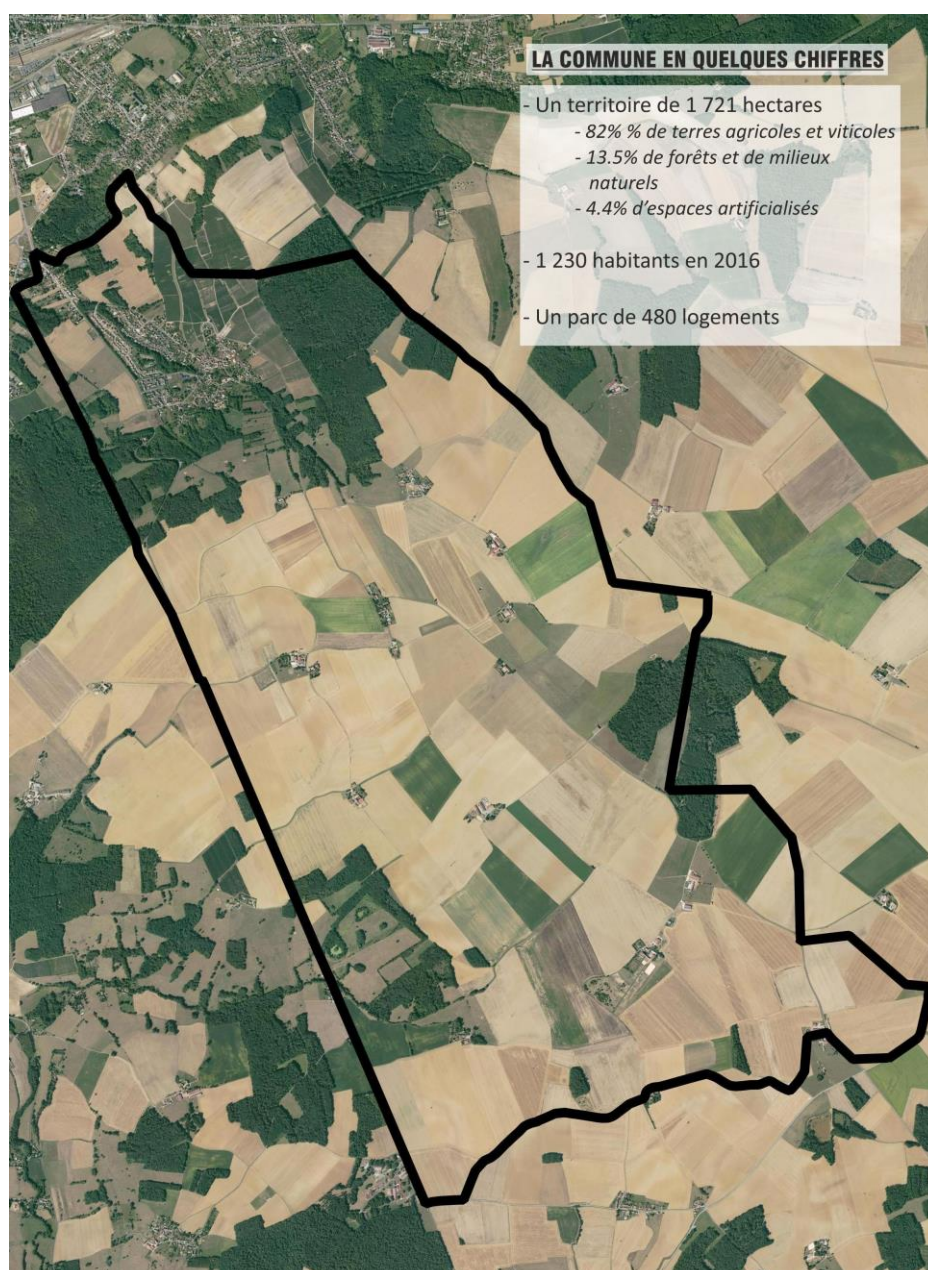 LA COMMUNE EN QUELQUES CHIFFRES
- Un territoire de 1 721 hectares
- 82% % de terres agricoles et viticoles
- 13.5% de forêts et de milieux
naturels
- 4.4% d'espaces artificialisés
- 1 230 habitants en 2016
- Un parc de 480 logements